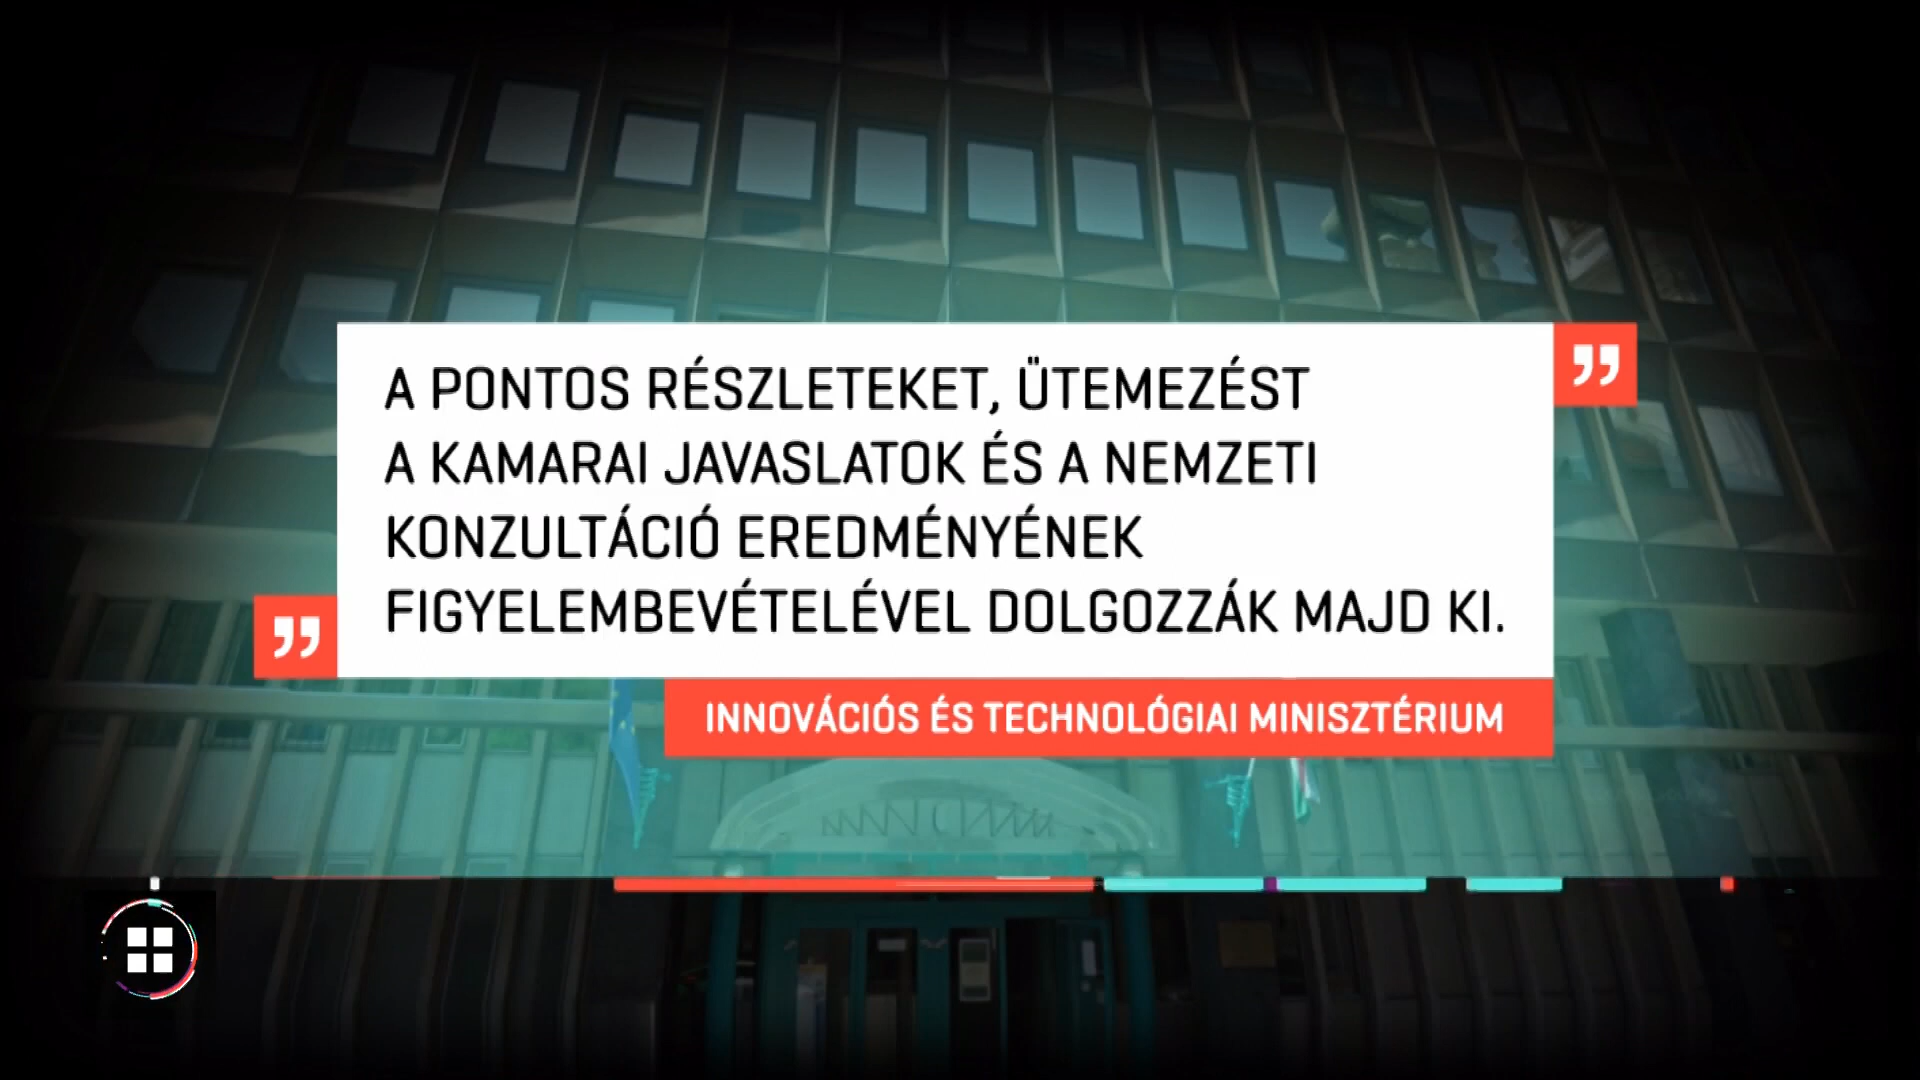 A PONTOS RÉSZLETEKET, ÜTEMEZÉST
A KAMARAI JAVASLATOK ÉS A NEMZETI
KONZULTÁCIÓ EREDMÉNYÉNEK
FIGYELEMBEVÉTELÉVEL DOLGOZZÁK MAJD KI.
INNOVÁCIÓS ÉS TECHNOLÓGIAI MINISZTÉRIUM